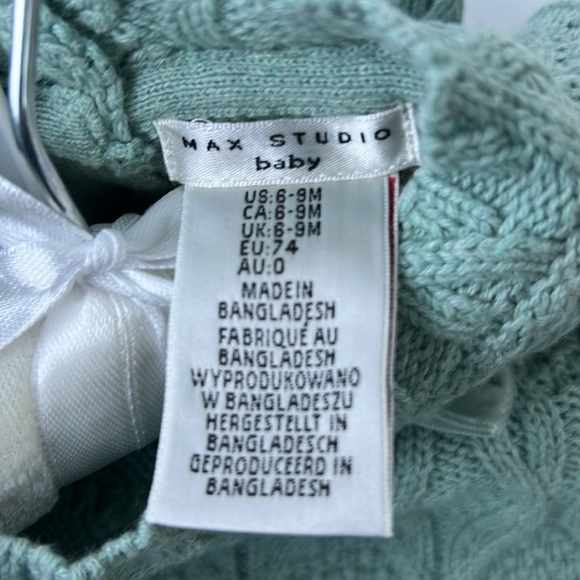 MAX STUDIO
baby
US:6-9M
CA:6-9M
UK:6-9M
EU:74
AU:0
MADEIN
BANGLADESH
FABRIQUÉ AU
BANGLADESH
WYPRODUKOWANO
W BANGLADESZU
HERGESTELLT IN
BANGLADESCH
GEPRODUCEERD IN
BANGLADESH